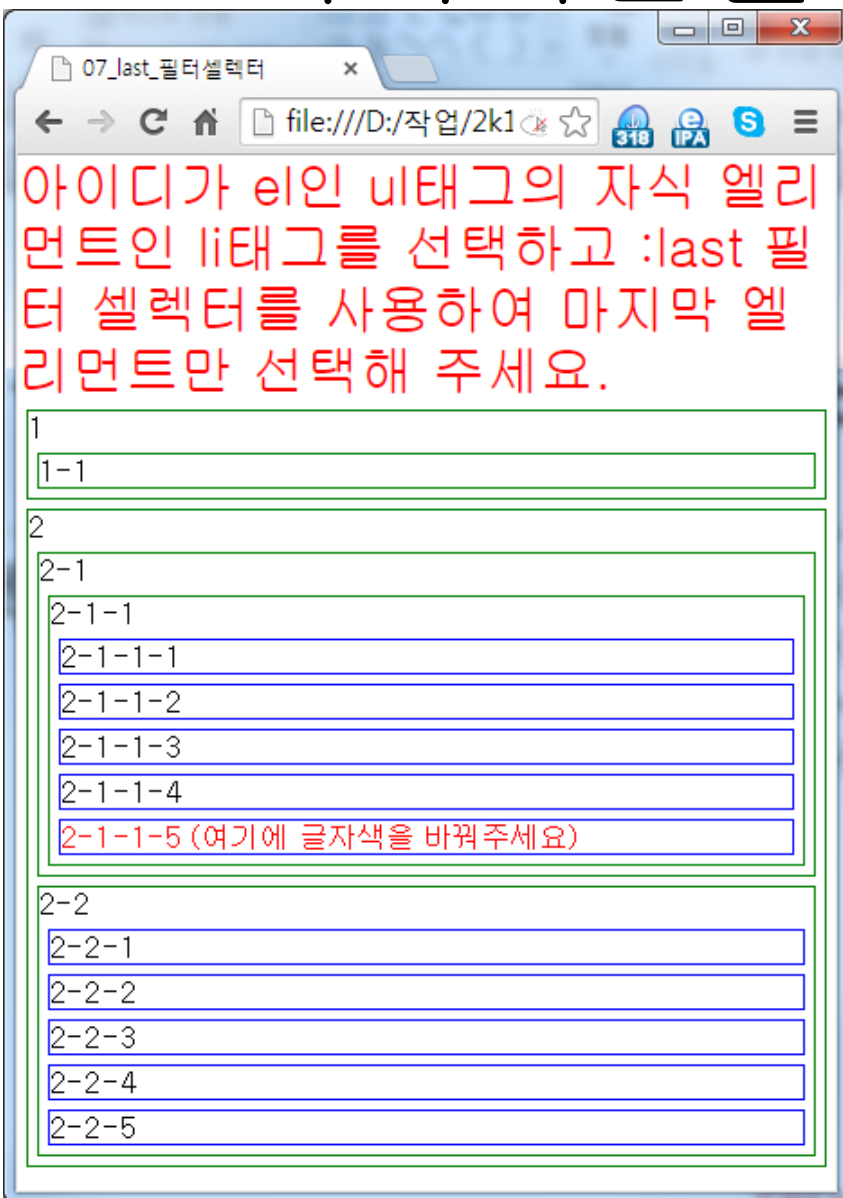 07_last_필터셀렉터
file:///D:/작업/2k1
318
IPA
아이디가 el인 ul태그의 자식 엘리
먼트인 li태그를 선택하고 :last 필
터 셀렉터를 사용하여 마지막 엘
리먼트만 선택해 주세요.
1
1-1
2
2-1
2-1-1
2-1-1-1
2-1-1-2
2-1-1-3
2-1-1-4
2-1-1-5 (여기에 글자색을 바꿔주세요)
2-2
2-2-1
2-2-2
2-2-3
2-2-4
2-2-5